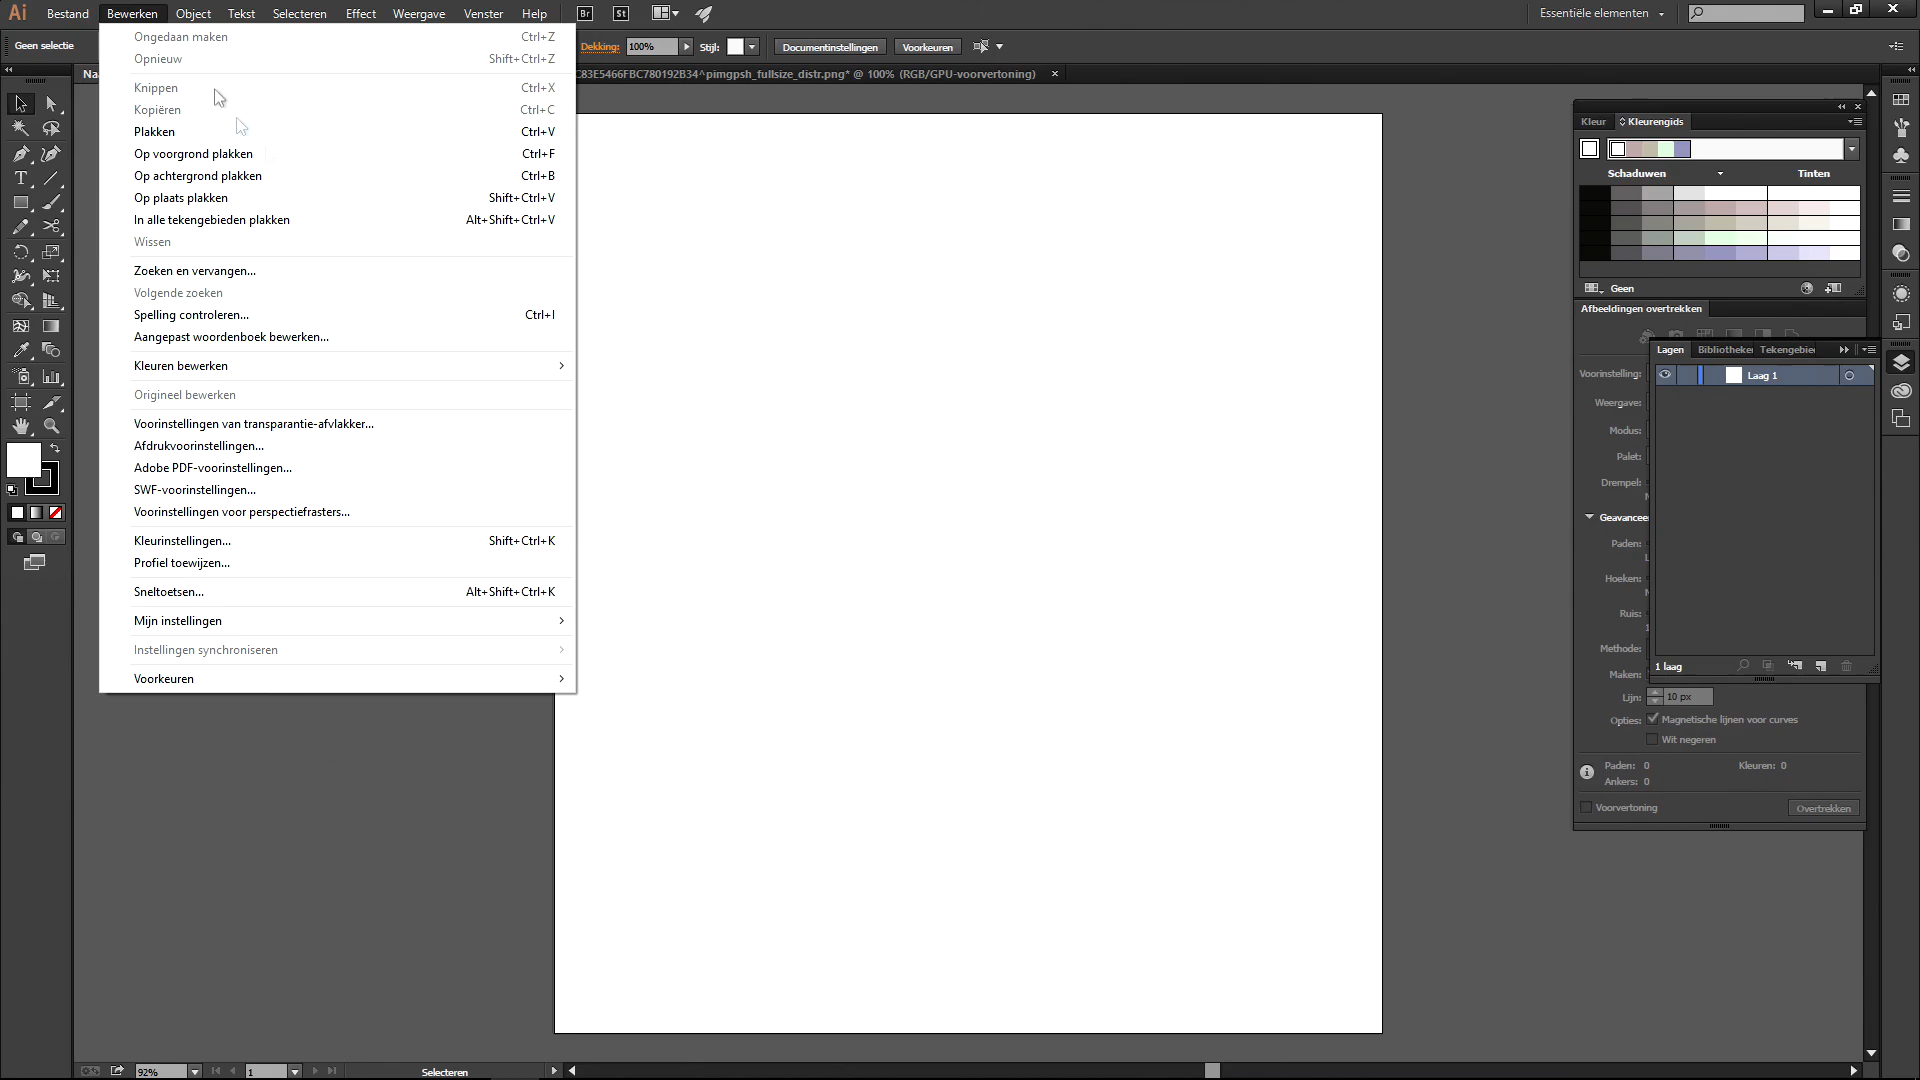 Ai Bestand Bewerken Object Tekst Selecteren Effect Weergave Venster Help Br St Essentiële elementen
Geen selectie Dekking: 100% Stijl: Documentinstellingen Voorkeuren
C83E5466FBC780192B34^pimgpsh_fullsize_distr.png* @ 100% (RGB/GPU-voorvertoning)
Ongedaan maken Ctrl+Z
Opnieuw Shift+Ctrl+Z
Knippen Ctrl+X
Kopiëren Ctrl+C
Plakken Ctrl+V
Op voorgrond plakken Ctrl+F
Op achtergrond plakken Ctrl+B
Op plaats plakken Shift+Ctrl+V
In alle tekengebieden plakken Alt+Shift+Ctrl+V
Wissen
Zoeken en vervangen...
Volgende zoeken
Spelling controleren... Ctrl+I
Aangepast woordenboek bewerken...
Kleuren bewerken
Origineel bewerken
Voorinstellingen van transparantie-afvlakker...
Afdrukvoorinstellingen...
Adobe PDF-voorinstellingen...
SWF-voorinstellingen...
Voorinstellingen voor perspectiefrasters...
Kleurinstellingen... Shift+Ctrl+K
Profiel toewijzen...
Sneltoetsen... Alt+Shift+Ctrl+K
Mijn instellingen
Instellingen synchroniseren
Voorkeuren
Kleur Kleurengids
Schaduwen Tinten
Geen
Afbeeldingen overtrekken
Lagen Bibliotheke Tekengebie
Laag 1
1 laag
Voorinstelling:
Weergave:
Modus:
Palet:
Drempel:
Geavancee
Paden:
Hoeken:
Ruis:
Methode:
Maken:
Lijn: 10 px
Opties: Magnetische lijnen voor curves
Wit negeren
Paden: 0 Kleuren: 0
Ankers: 0
Voorvertoning Overtrekken
92% 1 Selecteren